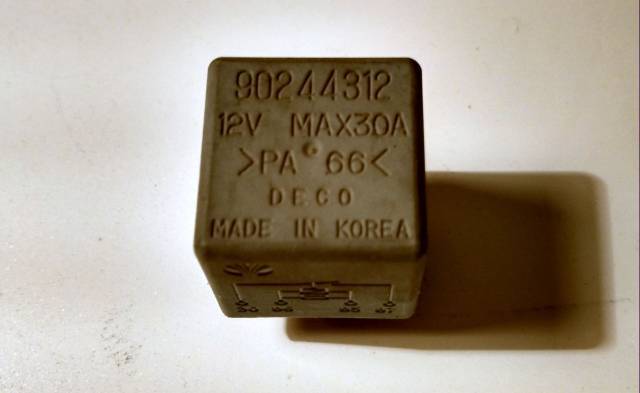 90244312
12V MAX30A
>PA 66<
DECO
MADE IN KOREA